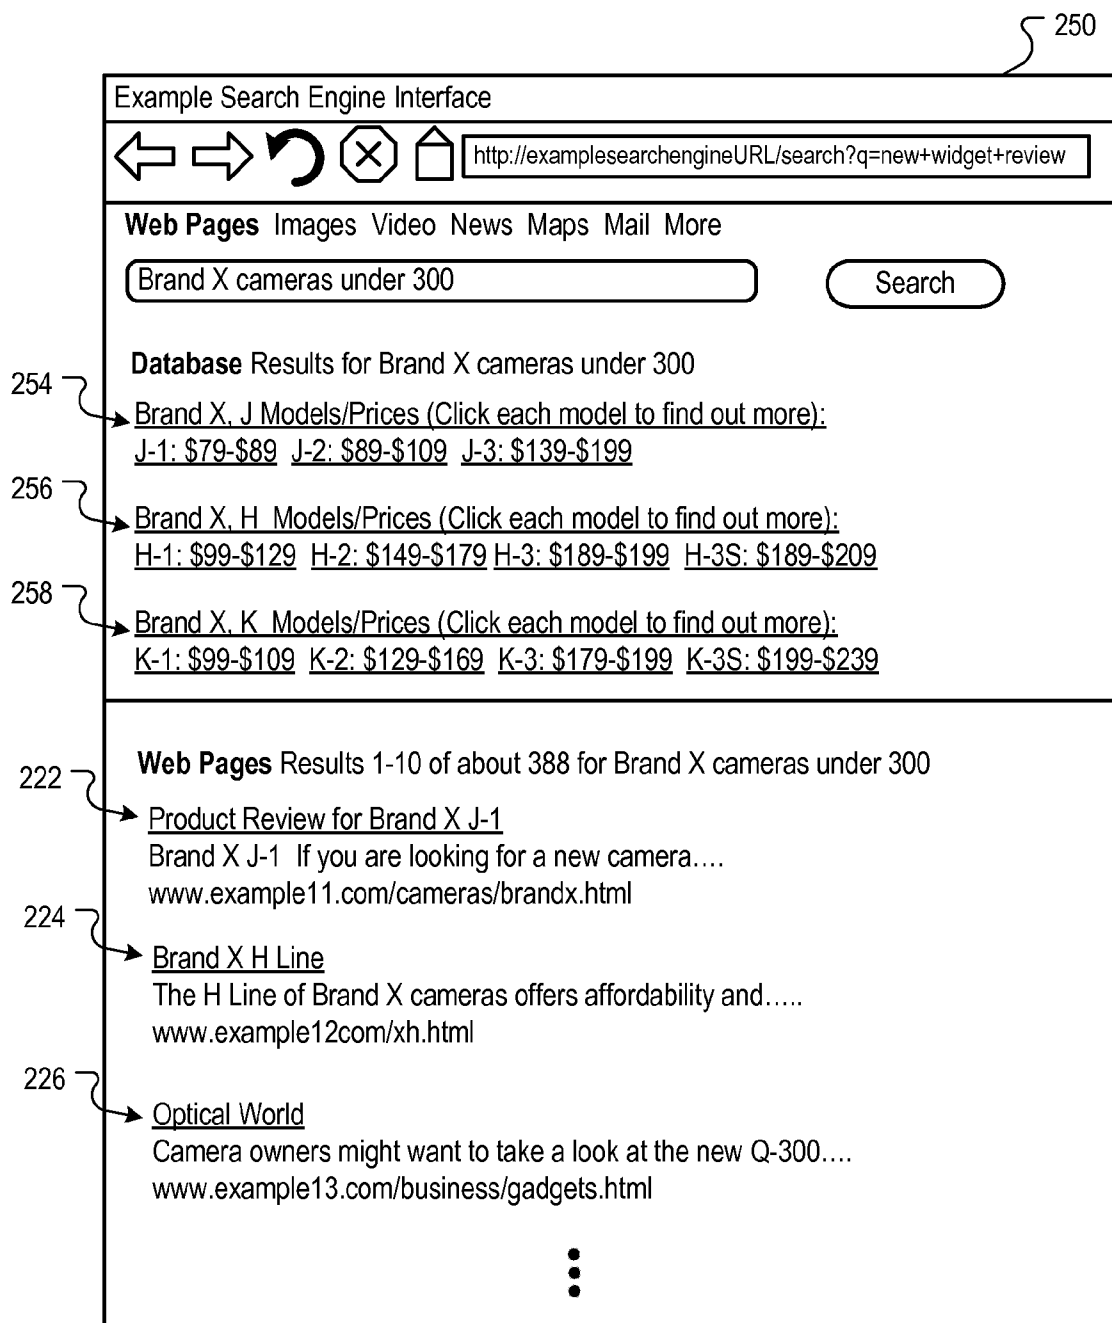 250
Example Search Engine Interface
http://examplesearchengineURL/search?q=new+widget+review
Web Pages Images Video News Maps Mail More
Brand X cameras under 300 Search
Database Results for Brand X cameras under 300
254
Brand X, J Models/Prices (Click each model to find out more):
J-1: $79-$89 J-2: $89-$109 J-3: $139-$199
256
Brand X, H Models/Prices (Click each model to find out more):
H-1: $99-$129 H-2: $149-$179 H-3: $189-$199 H-3S: $189-$209
258
Brand X, K Models/Prices (Click each model to find out more):
K-1: $99-$109 K-2: $129-$169 K-3: $179-$199 K-3S: $199-$239
Web Pages Results 1-10 of about 388 for Brand X cameras under 300
222
Product Review for Brand X J-1
Brand X J-1 If you are looking for a new camera....
www.example11.com/cameras/brandx.html
224
Brand X H Line
The H Line of Brand X cameras offers affordability and.....
www.example12com/xh.html
226
Optical World
Camera owners might want to take a look at the new Q-300....
www.example13.com/business/gadgets.html